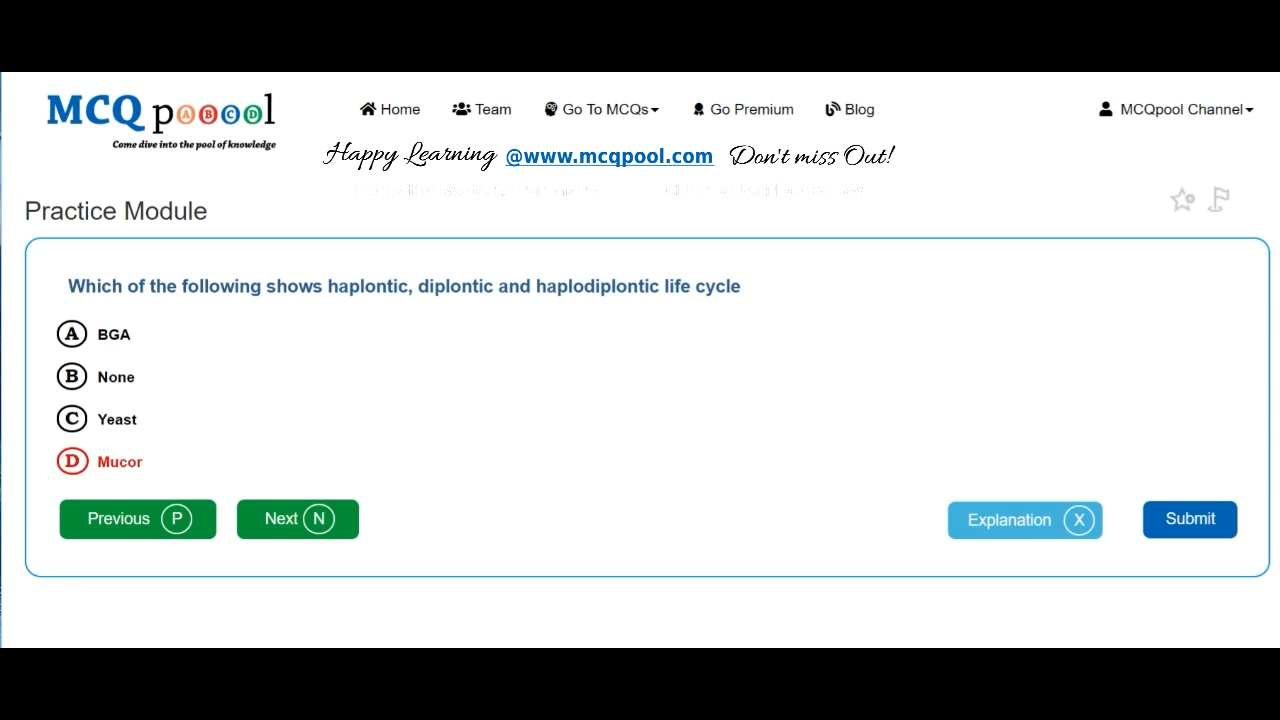 MCQ pABCDl
Come dive into the pool of knowledge
Home Team Go To MCQs Go Premium Blog MCQpool Channel
Happy Learning @www.mcqpool.com Don't miss Out!
Practice Module
Which of the following shows haplontic, diplontic and haplodiplontic life cycle
A BGA
B None
C Yeast
D Mucor
Previous P Next N Explanation X Submit